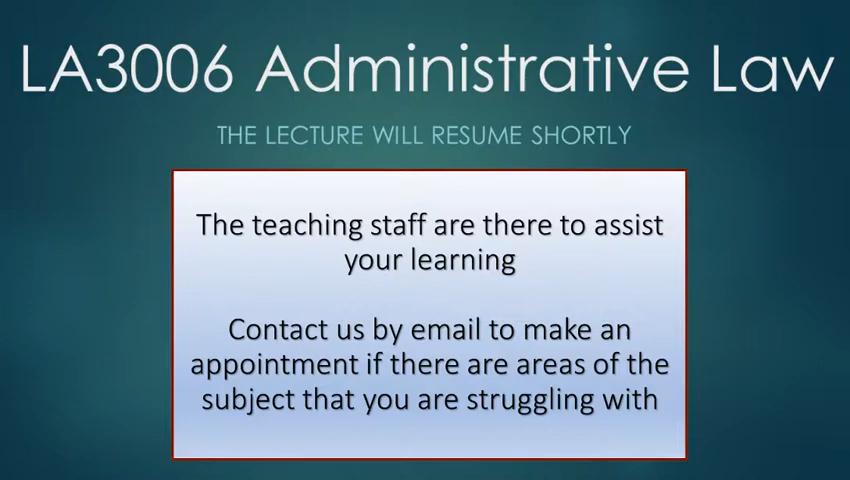 LA3006 Administrative Law
THE LECTURE WILL RESUME SHORTLY
The teaching staff are there to assist
your learning
Contact us by email to make an
appointment if there are areas of the
subject that you are struggling with